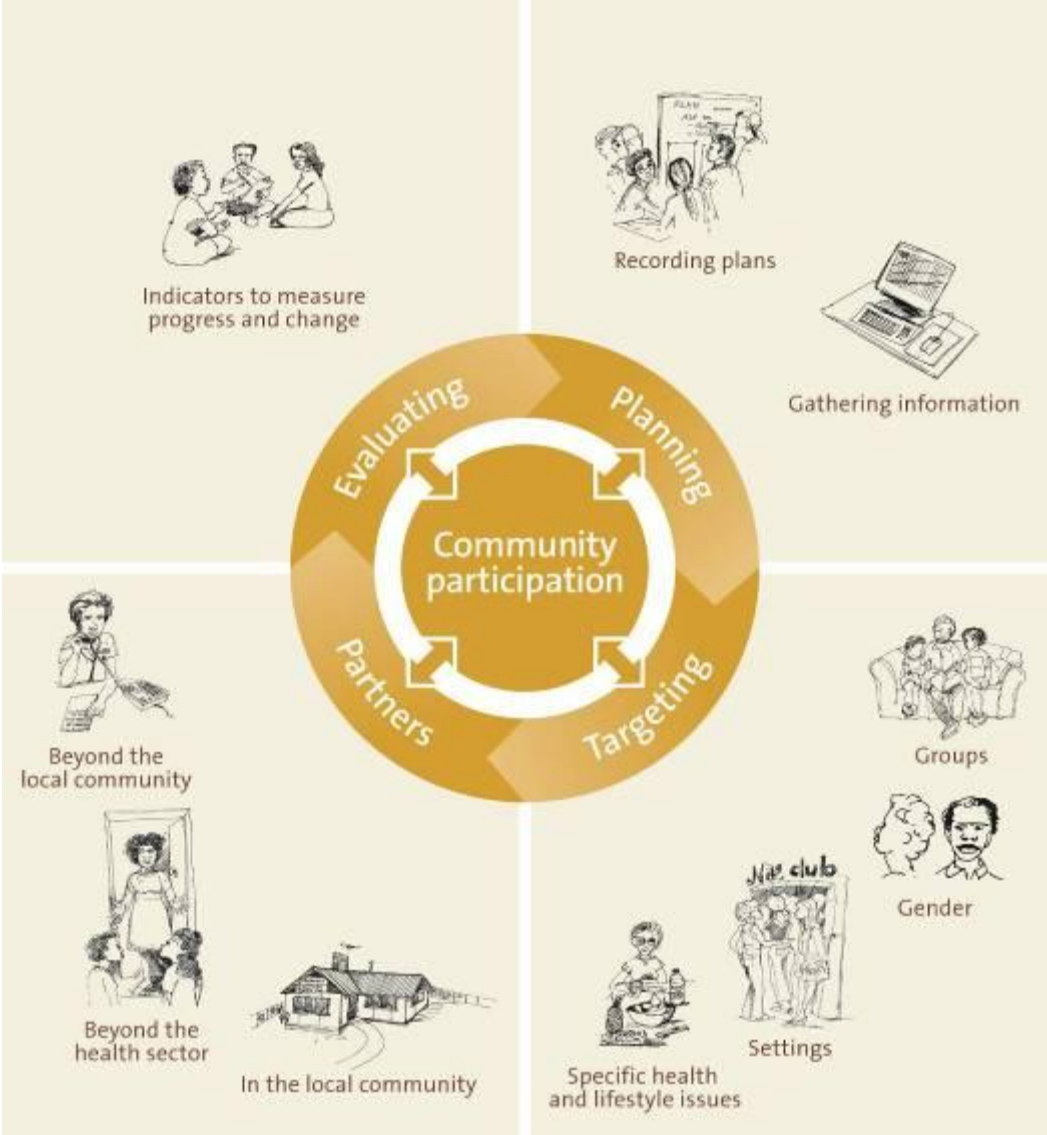 PLAN
Recording plans
Gathering information
Indicators to measure
progress and change
Evaluating
Planning
Community
participation
Partners
Targeting
Beyond the
local community
Groups
Gender
club
Beyond the
health sector
In the local community
Settings
Specific health
and lifestyle issues